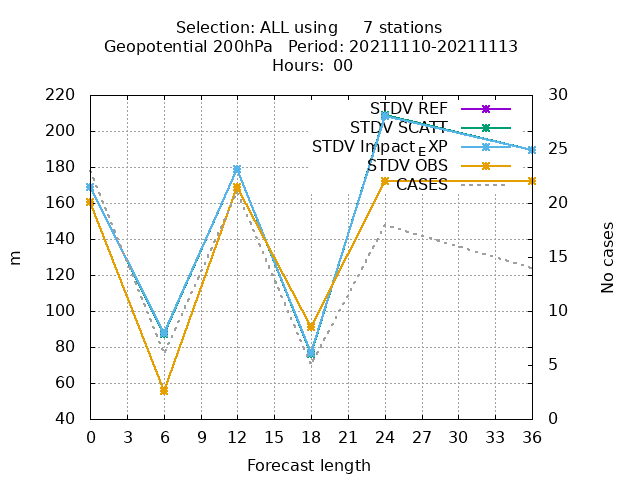 Selection: ALL using 7 stations
Geopotential 200hPa Period: 20211110-20211113
Hours: 00
220 30
STDV REF
200
STDV SCATT
25
STDV Impact_EXP
180
STDV OBS
CASES
160 20
140
15
m
No cases
120
100 10
80
5
60
40 0
0 3 6 9 12 15 18 21 24 27 30 33 36
Forecast length